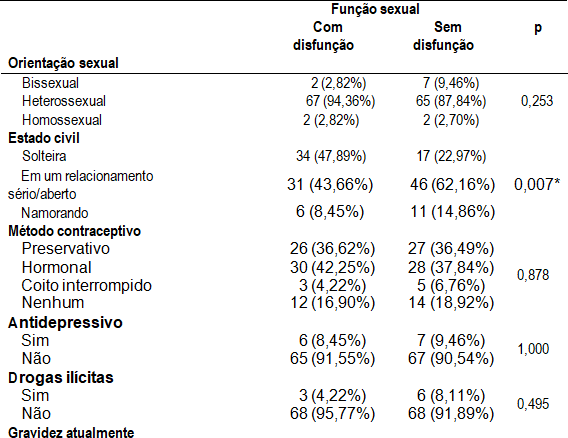 Função sexual
Com disfunção Sem disfunção p
Orientação sexual
Bissexual 2 (2,82%) 7 (9,46%)
Heterossexual 67 (94,36%) 65 (87,84%) 0,253
Homossexual 2 (2,82%) 2 (2,70%)
Estado civil
Solteira 34 (47,89%) 17 (22,97%)
Em um relacionamento sério/aberto 31 (43,66%) 46 (62,16%) 0,007*
Namorando 6 (8,45%) 11 (14,86%)
Método contraceptivo
Preservativo 26 (36,62%) 27 (36,49%)
Hormonal 30 (42,25%) 28 (37,84%) 0,878
Coito interrompido 3 (4,22%) 5 (6,76%)
Nenhum 12 (16,90%) 14 (18,92%)
Antidepressivo
Sim 6 (8,45%) 7 (9,46%) 1,000
Não 65 (91,55%) 67 (90,54%)
Drogas ilícitas
Sim 3 (4,22%) 6 (8,11%) 0,495
Não 68 (95,77%) 68 (91,89%)
Gravidez atualmente